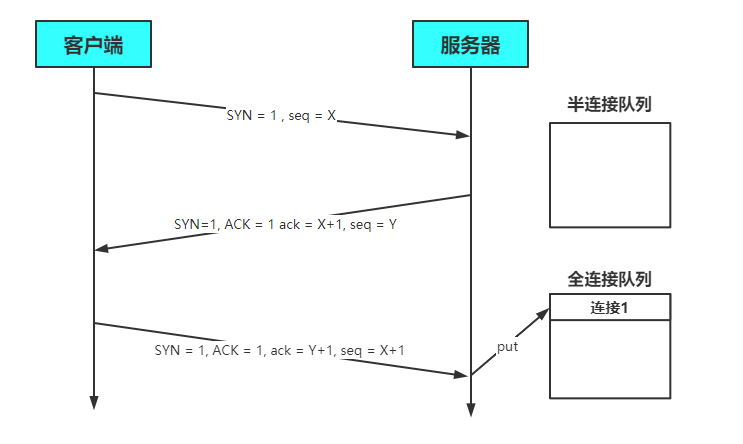 客户端
服务器
SYN = 1 , seq = X
半连接队列
SYN=1, ACK = 1 ack = X+1, seq = Y
全连接队列
连接1
put
SYN = 1, ACK = 1, ack = Y+1, seq = X+1